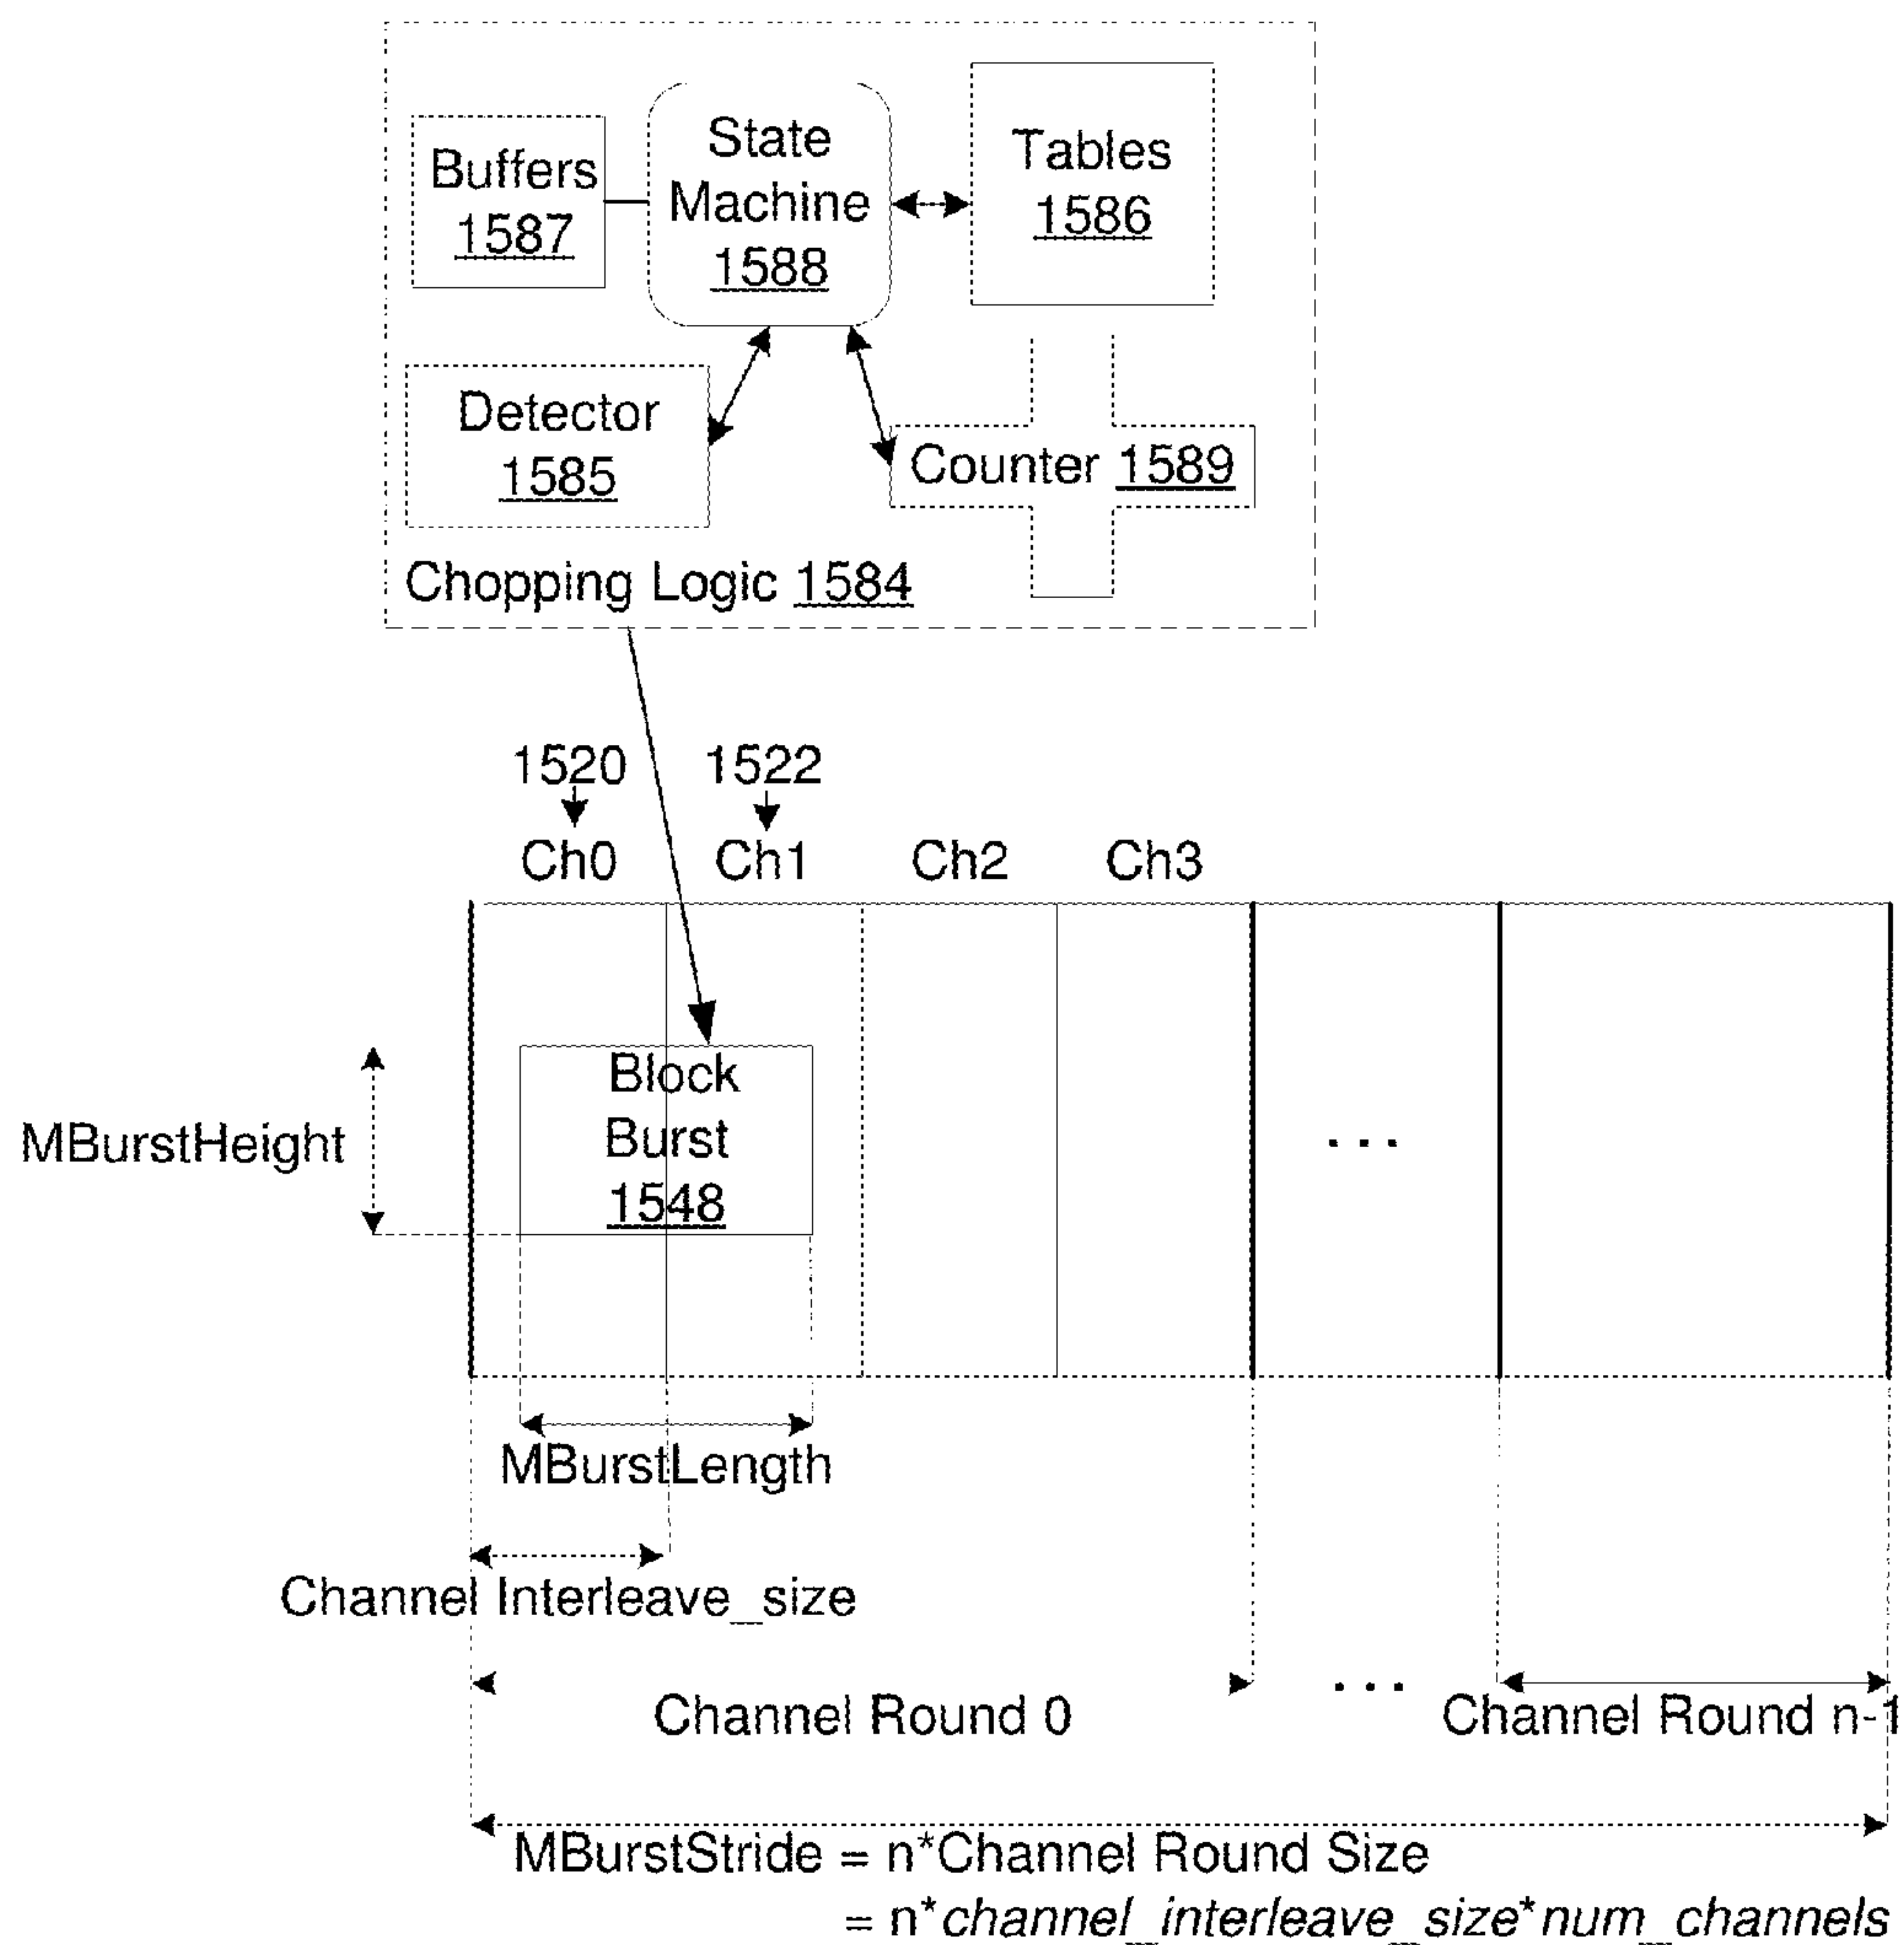 Buffers
1587
State
Machine
1588
Tables
1586
Detector
1585
Counter 1589
Chopping Logic 1584
1520
1522
Ch0
Ch1
Ch2
Ch3
Block
Burst
1548
MBurstHeight
. . .
MBurstLength
Channel Interleave_size
Channel Round 0
. . .
Channel Round n-1
MBurstStride = n*Channel Round Size
= n*channel_interleave_size*num_channels